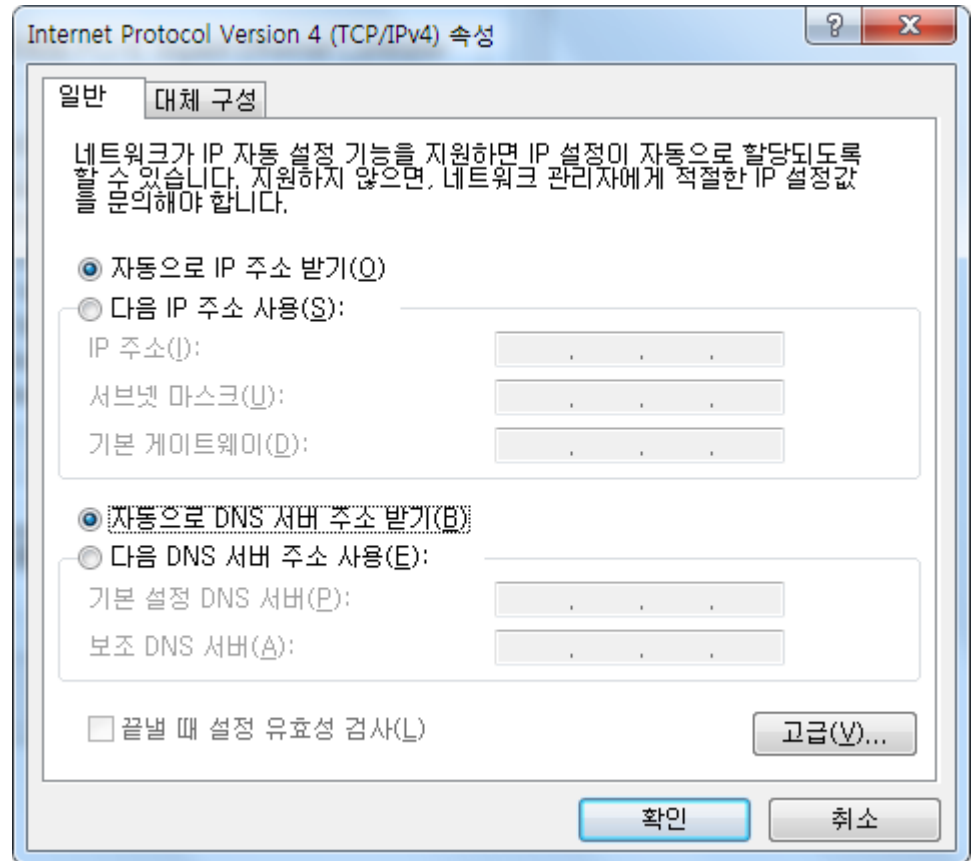 Internet Protocol Version 4 (TCP/IPv4) 속성
일반
대체 구성
네트워크가 IP 자동 설정 기능을 지원하면 IP 설정이 자동으로 할당되도록
할 수 있습니다. 지원하지 않으면, 네트워크 관리자에게 적절한 IP 설정값
을 문의해야 합니다.
자동으로 IP 주소 받기(O)
다음 IP 주소 사용(S):
IP 주소(I):
서브넷 마스크(U):
기본 게이트웨이(D):
자동으로 DNS 서버 주소 받기(B)
다음 DNS 서버 주소 사용(E):
기본 설정 DNS 서버(P):
보조 DNS 서버(A):
끝낼 때 설정 유효성 검사(L)
고급(V)...
확인
취소